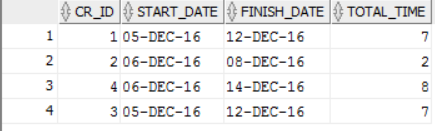 CR_ID START_DATE FINISH_DATE TOTAL_TIME
1 1 05-DEC-16 12-DEC-16 7
2 2 06-DEC-16 08-DEC-16 2
3 4 06-DEC-16 14-DEC-16 8
4 3 05-DEC-16 12-DEC-16 7